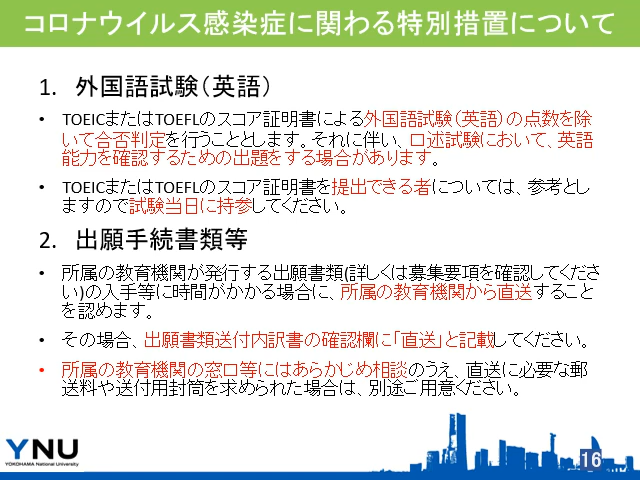 コロナウイルス感染症に関わる特別措置について
1. 外国語試験（英語）
• TOEICまたはTOEFLのスコア証明書による外国語試験（英語）の点数を除
いて合否判定を行うこととします。それに伴い、口述試験において、英語
能力を確認するための出題をする場合があります。
• TOEICまたはTOEFLのスコア証明書を提出できる者については、参考とし
ますので試験当日に持参してください。
2. 出願手続書類等
• 所属の教育機関が発行する出願書類(詳しくは募集要項を確認してくださ
い)の入手等に時間がかかる場合に、所属の教育機関から直送すること
を認めます。
• その場合、出願書類送付内訳書の確認欄に「直送」と記載してください。
• 所属の教育機関の窓口等にはあらかじめ相談のうえ、直送に必要な郵
送料や送付用封筒を求められた場合は、別途ご用意ください。
YNU
YOKOHAMA National University
16